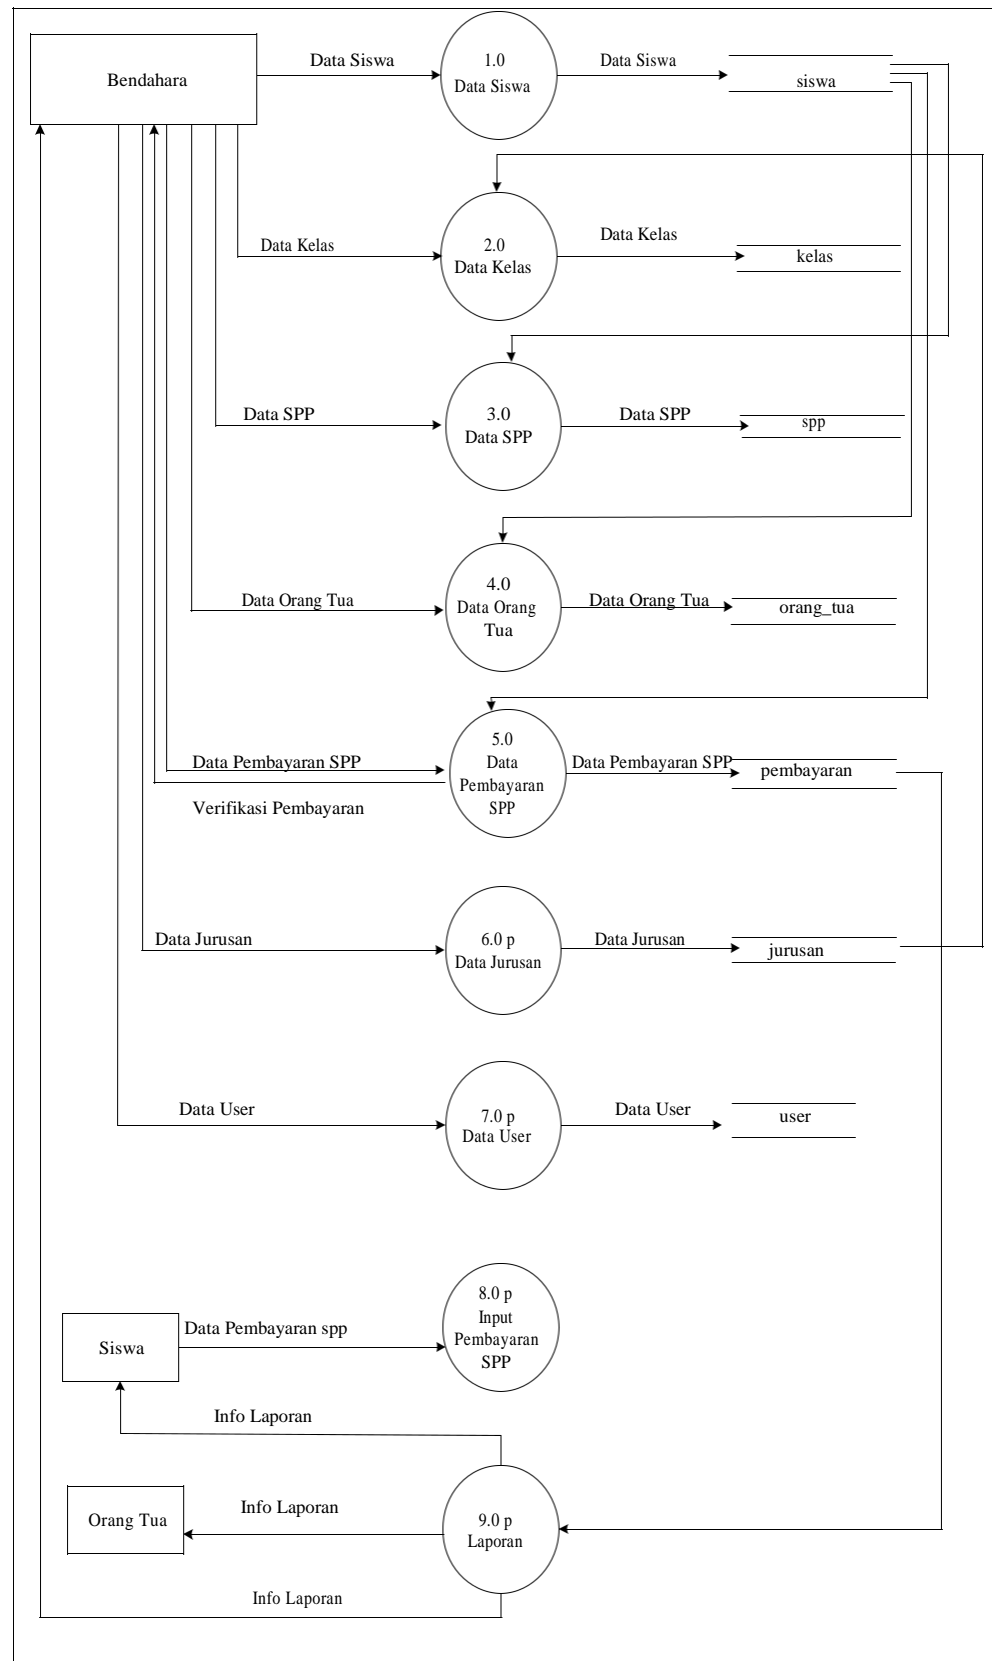 Bendahara
Data Siswa
1.0
Data Siswa
Data Siswa
siswa
Data Kelas
2.0
Data Kelas
Data Kelas
kelas
Data SPP
3.0
Data SPP
Data SPP
spp
Data Orang Tua
4.0
Data Orang
Tua
Data Orang Tua
orang_tua
Data Pembayaran SPP
Verifikasi Pembayaran
5.0
Data
Pembayaran
SPP
Data Pembayaran SPP
pembayaran
Data Jurusan
6.0 p
Data Jurusan
Data Jurusan
jurusan
Data User
7.0 p
Data User
Data User
user
Siswa
Data Pembayaran spp
8.0 p
Input
Pembayaran
SPP
Info Laporan
Orang Tua
Info Laporan
9.0 p
Laporan
Info Laporan